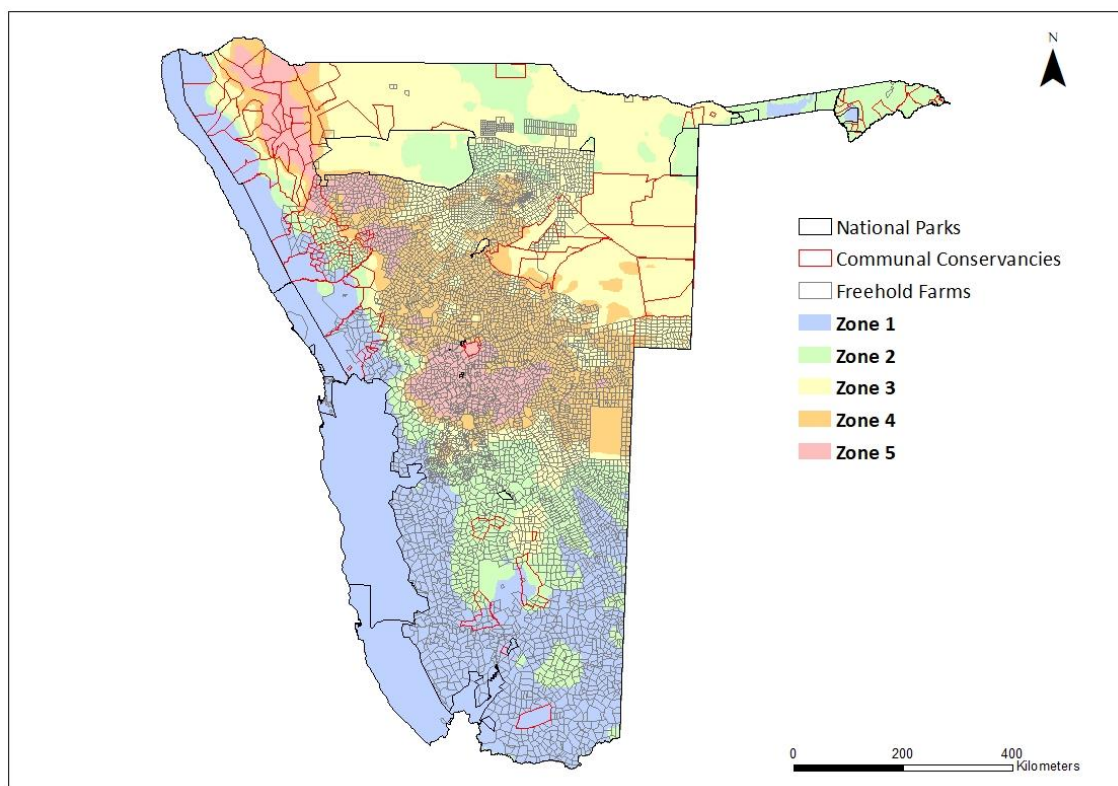 N
National Parks
Communal Conservancies
Freehold Farms
Zone 1
Zone 2
Zone 3
Zone 4
Zone 5
0 200 400
Kilometers